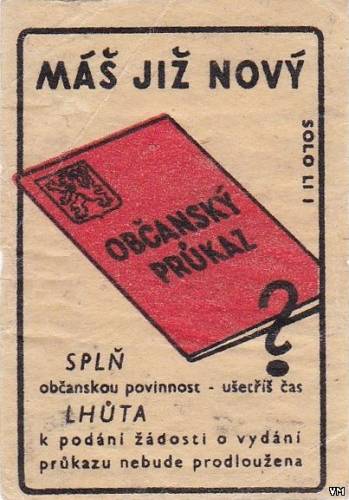 MÁŠ JIŽ NOVÝ
SOLO LI I
OBČANSKÝ
PRŮKAZ
?
SPLŇ
občanskou povinnost - ušetříš čas
LHŮTA
k podání žádosti o vydání
průkazu nebude prodloužena
VM